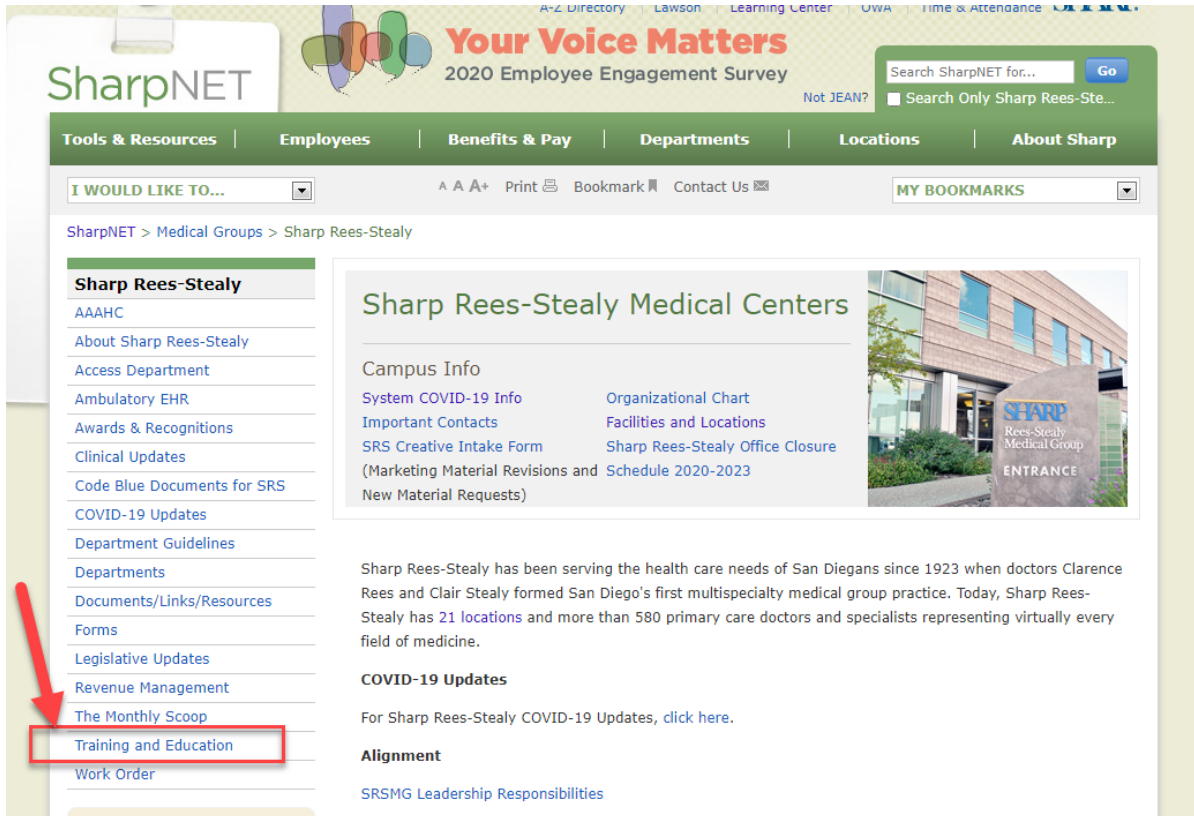 A-Z Directory Lawson Learning Center OWA Time & Attendance
Your Voice Matters
2020 Employee Engagement Survey
SharpNET
Search SharpNET for... Go
Not JEAN? Search Only Sharp Rees-Ste...
Tools & Resources Employees Benefits & Pay Departments Locations About Sharp
I WOULD LIKE TO... A A A+ Print Bookmark Contact Us MY BOOKMARKS
SharpNET > Medical Groups > Sharp Rees-Stealy
Sharp Rees-Stealy
AAAHC
About Sharp Rees-Stealy
Access Department
Ambulatory EHR
Awards & Recognitions
Clinical Updates
Code Blue Documents for SRS
COVID-19 Updates
Department Guidelines
Departments
Documents/Links/Resources
Forms
Legislative Updates
Revenue Management
The Monthly Scoop
Training and Education
Work Order
Sharp Rees-Stealy Medical Centers
Campus Info
System COVID-19 Info
Important Contacts
SRS Creative Intake Form
(Marketing Material Revisions and
New Material Requests)
Organizational Chart
Facilities and Locations
Sharp Rees-Stealy Office Closure
Schedule 2020-2023
SHARP
Rees-Stealy
Medical Group
ENTRANCE
Sharp Rees-Stealy has been serving the health care needs of San Diegans since 1923 when doctors Clarence
Rees and Clair Stealy formed San Diego's first multispecialty medical group practice. Today, Sharp Rees-
Stealy has 21 locations and more than 580 primary care doctors and specialists representing virtually every
field of medicine.
COVID-19 Updates
For Sharp Rees-Stealy COVID-19 Updates, click here.
Alignment
SRSMG Leadership Responsibilities